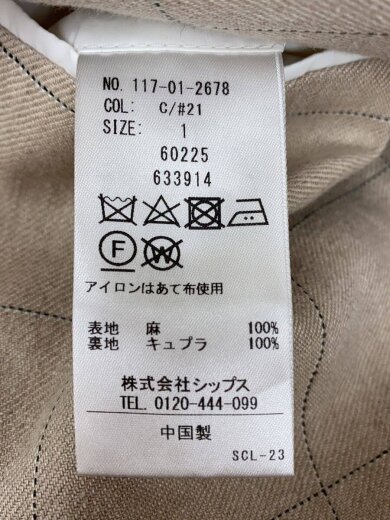 NO. 117-01-2678
COL: C/#21
SIZE: 1
60225
633914
F W
アイロンはあて布使用
表地 麻 100%
裏地 キュプラ 100%
株式会社シップス
TEL. 0120-444-099
中国製
SCL-23